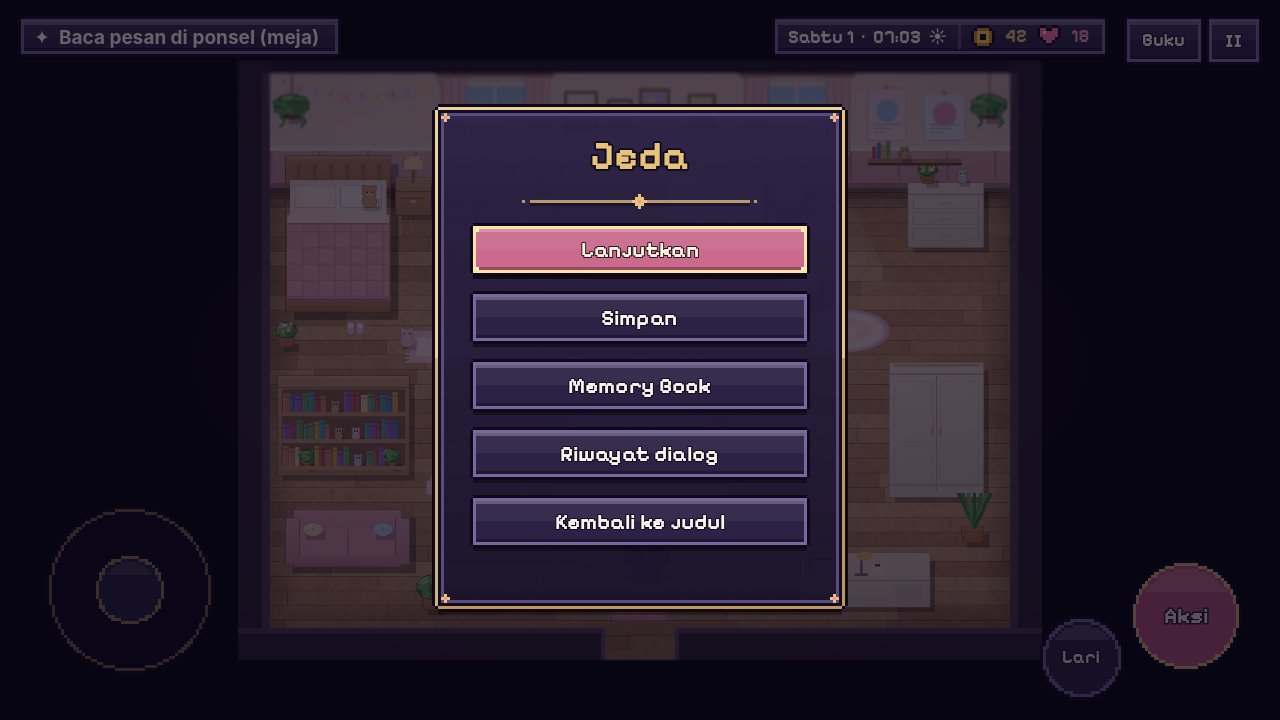 Baca pesan di ponsel (meja)
Sabtu 1 · 07:03
42
18
Buku
II
Jeda
Lanjutkan
Simpan
Memory Book
Riwayat dialog
Kembali ke judul
Aksi
Lari